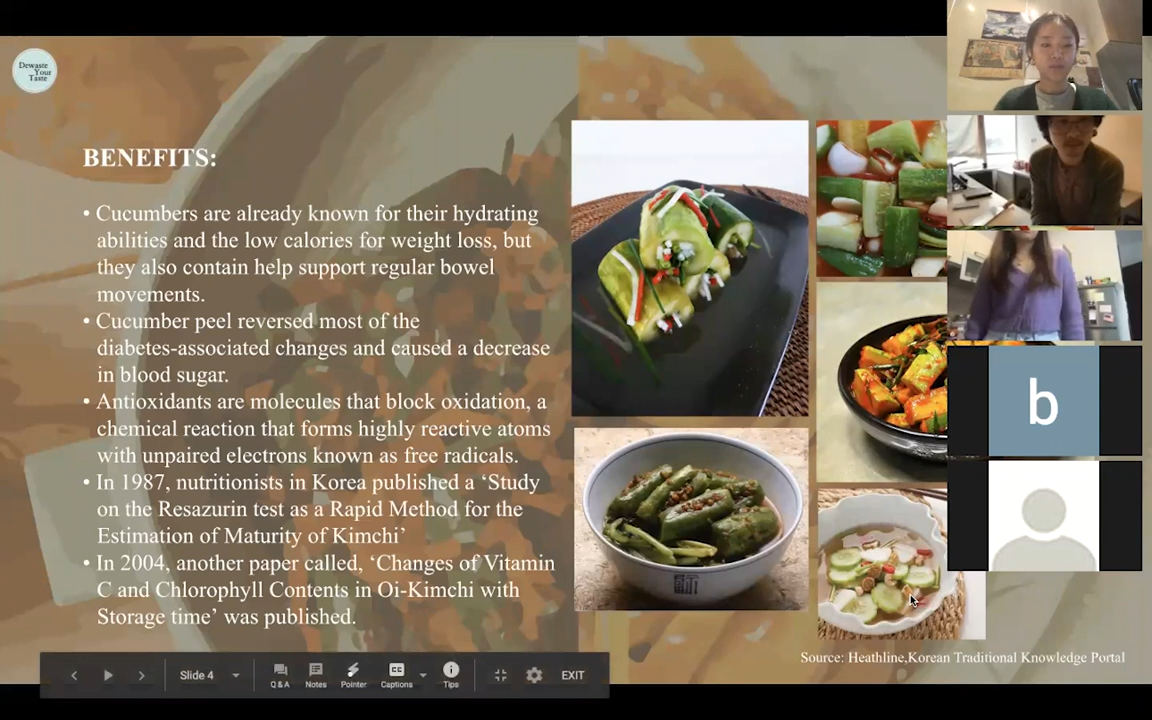 Dewaste
Your
Taste
BENEFITS:
• Cucumbers are already known for their hydrating
abilities and the low calories for weight loss, but
they also contain help support regular bowel
movements.
• Cucumber peel reversed most of the
diabetes-associated changes and caused a decrease
in blood sugar.
• Antioxidants are molecules that block oxidation, a
chemical reaction that forms highly reactive atoms
with unpaired electrons known as free radicals.
• In 1987, nutritionists in Korea published a ‘Study
on the Resazurin test as a Rapid Method for the
Estimation of Maturity of Kimchi’
• In 2004, another paper called, ‘Changes of Vitamin
C and Chlorophyll Contents in Oi-Kimchi with
Storage time’ was published.
b
Source: Heathline,Korean Traditional Knowledge Portal
Slide 4
Q & A
Notes
Pointer
CC
Captions
Tips
EXIT